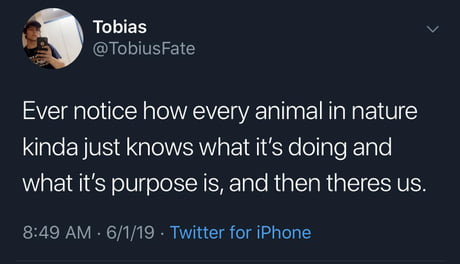 Tobias
@TobiusFate
Ever notice how every animal in nature
kinda just knows what it’s doing and
what it’s purpose is, and then theres us.
8:49 AM · 6/1/19 · Twitter for iPhone